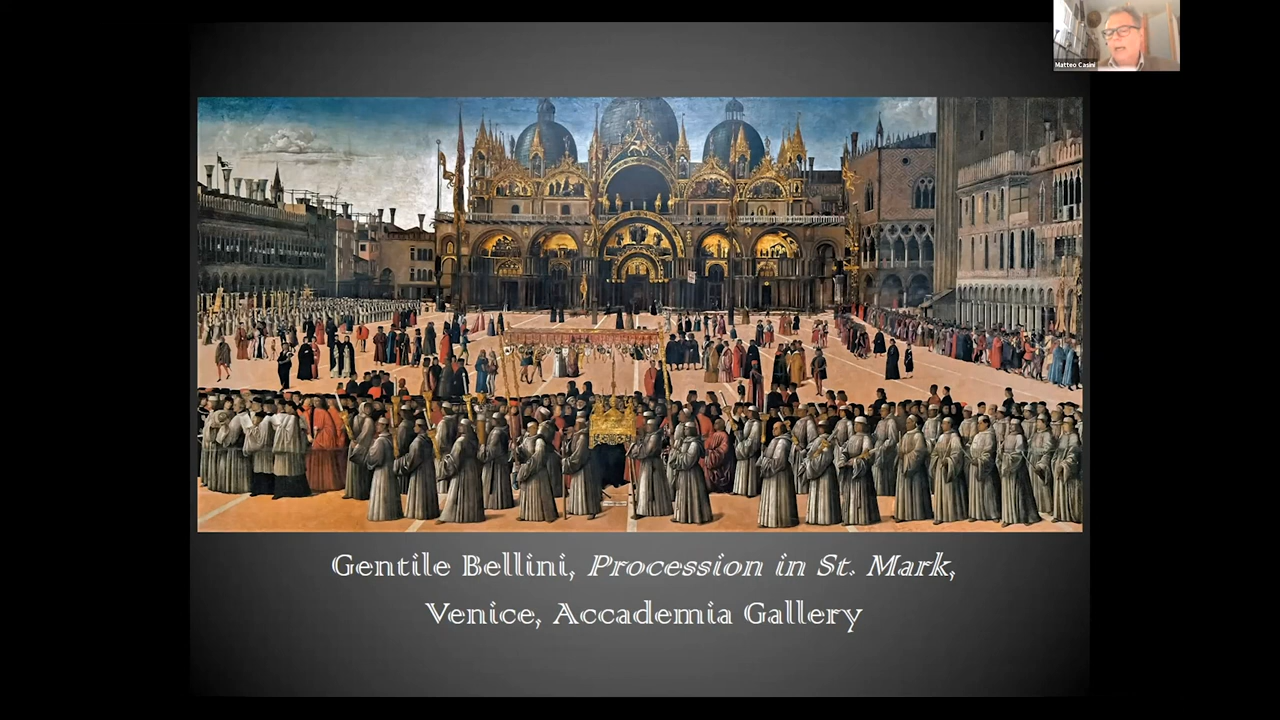 Matteo Casini
Gentile Bellini, Procession in St. Mark,
Venice, Accademia Gallery